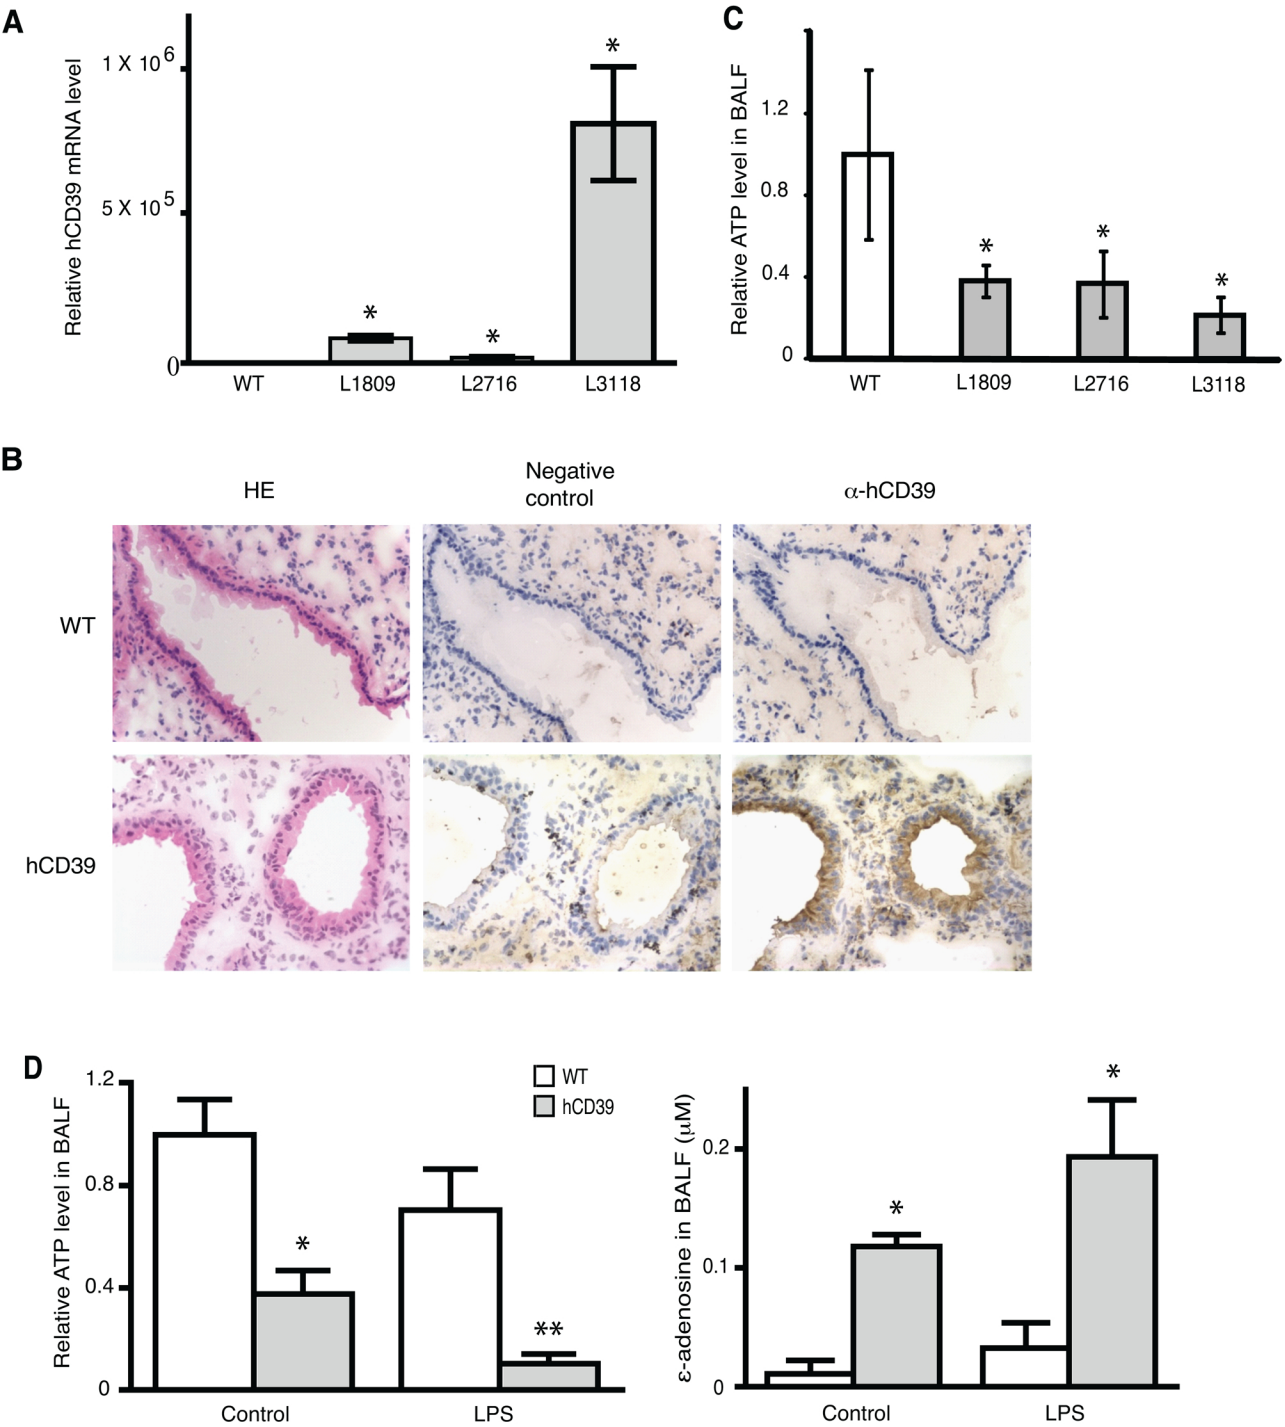 A
Relative hCD39 mRNA level
1 X 10^6
5 X 10^5
0
*
*
*
WT
L1809
L2716
L3118
C
Relative ATP level in BALF
1.2
0.8
0.4
0
*
*
*
WT
L1809
L2716
L3118
B
HE
Negative
control
α-hCD39
WT
hCD39
D
Relative ATP level in BALF
1.2
0.8
0.4
0
*
**
Control
LPS
WT
hCD39
ε-adenosine in BALF (μM)
0.2
0.1
0
*
*
Control
LPS